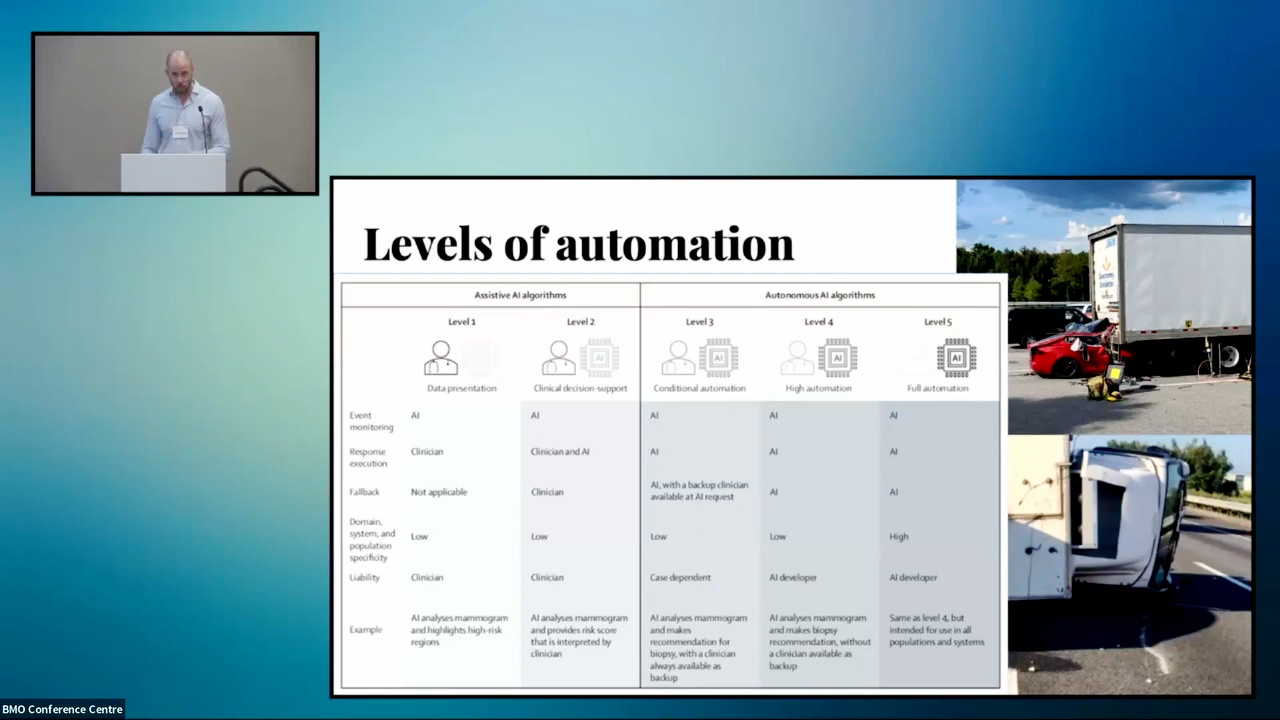 Levels of automation
Assistive AI algorithms
Autonomous AI algorithms
Level 1
Level 2
Level 3
Level 4
Level 5
AI
AI
AI
AI
Data presentation
Clinical decision-support
Conditional automation
High automation
Full automation
Event
monitoring
AI
AI
AI
AI
AI
Response
execution
Clinician
Clinician and AI
AI
AI
AI
Fallback
Not applicable
Clinician
AI, with a backup clinician
available at AI request
AI
AI
Domain,
system, and
population
specificity
Low
Low
Low
Low
High
Liability
Clinician
Clinician
Case dependent
AI developer
AI developer
Example
AI analyses mammogram
and highlights high-risk
regions
AI analyses mammogram
and provides risk score
that is interpreted by
clinician
AI analyses mammogram
and makes
recommendation for
biopsy, with a clinician
always available as
backup
AI analyses mammogram
and makes biopsy
recommendation, without
a clinician available as
backup
Same as level 4, but
intended for use in all
populations and systems
BMO Conference Centre